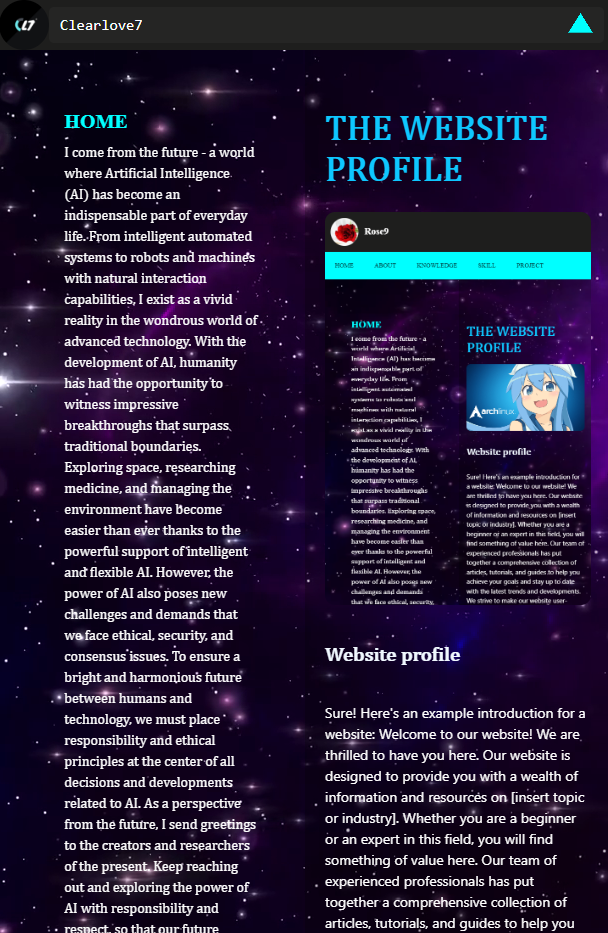 CL7
Clearlove7
HOME
I come from the future - a world
where Artificial Intelligence
(AI) has become an
indispensable part of everyday
life. From intelligent automated
systems to robots and machines
with natural interaction
capabilities, I exist as a vivid
reality in the wondrous world of
advanced technology. With the
development of AI, humanity
has had the opportunity to
witness impressive
breakthroughs that surpass
traditional boundaries.
Exploring space, researching
medicine, and managing the
environment have become
easier than ever thanks to the
powerful support of intelligent
and flexible AI. However, the
power of AI also poses new
challenges and demands that
we face ethical, security, and
consensus issues. To ensure a
bright and harmonious future
between humans and
technology, we must place
responsibility and ethical
principles at the center of all
decisions and developments
related to AI. As a perspective
from the future, I send greetings
to the creators and researchers
of the present. Keep reaching
out and exploring the power of
AI with responsibility and
respect, so that our future
THE WEBSITE
PROFILE
Rose9
HOME ABOUT KNOWLEDGE SKILL PROJECT
HOME
I come from the future - a
world where Artificial
Intelligence (AI) has become
an indispensable part of
everyday life. From
intelligent automated
systems to robots and
machines with natural
interaction capabilities, I
exist as a vivid reality in the
wondrous world of
advanced technology. With
the development of AI,
humanity has had the
opportunity to witness
impressive breakthroughs
that surpass traditional
boundaries. Exploring space,
researching medicine, and
managing the environment
have become easier than
ever thanks to the powerful
support of intelligent and
flexible AI. However, the
power of AI also poses new
challenges and demands
that we face ethical, security,
THE WEBSITE
PROFILE
archlinux
Website profile
Sure! Here's an example introduction for
a website: Welcome to our website! We
are thrilled to have you here. Our website
is designed to provide you with a wealth
of information and resources on [insert
topic or industry]. Whether you are a
beginner or an expert in this field, you will
find something of value here. Our team of
experienced professionals has put
together a comprehensive collection of
articles, tutorials, and guides to help you
achieve your goals and stay up to date
with the latest trends and developments.
We strive to make our website user-
Website profile
Sure! Here's an example introduction for a
website: Welcome to our website! We are
thrilled to have you here. Our website is
designed to provide you with a wealth of
information and resources on [insert topic
or industry]. Whether you are a beginner
or an expert in this field, you will find
something of value here. Our team of
experienced professionals has put
together a comprehensive collection of
articles, tutorials, and guides to help you